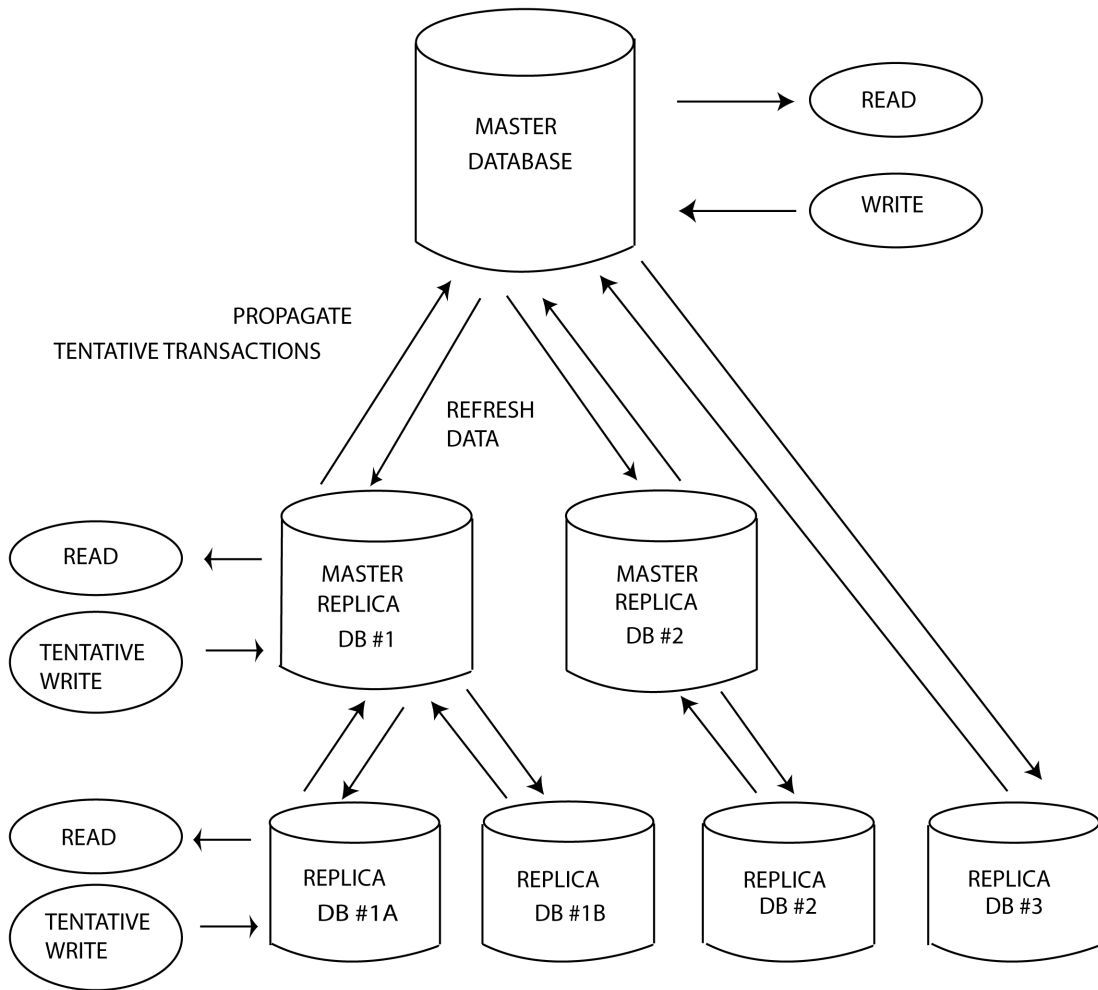 MASTER
DATABASE
READ
WRITE
PROPAGATE
TENTATIVE TRANSACTIONS
REFRESH
DATA
READ
TENTATIVE
WRITE
MASTER
REPLICA
DB #1
MASTER
REPLICA
DB #2
READ
TENTATIVE
WRITE
REPLICA
DB #1A
REPLICA
DB #1B
REPLICA
DB #2
REPLICA
DB #3